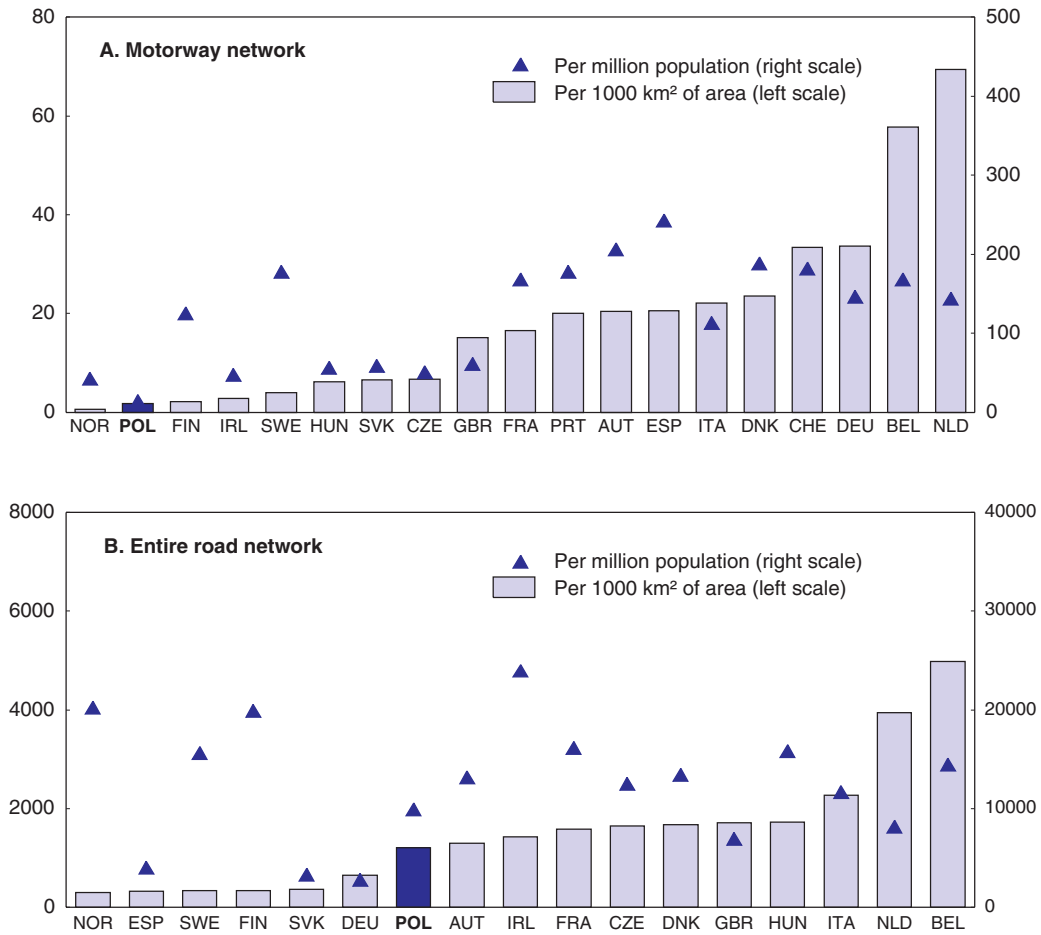 80
500
A. Motorway network
Per million population (right scale)
Per 1000 km² of area (left scale)
400
60
300
40
200
20
100
0
0
NOR POL FIN IRL SWE HUN SVK CZE GBR FRA PRT AUT ESP ITA DNK CHE DEU BEL NLD
8000
40000
B. Entire road network
Per million population (right scale)
Per 1000 km² of area (left scale)
6000
30000
4000
20000
2000
10000
0
0
NOR ESP SWE FIN SVK DEU POL AUT IRL FRA CZE DNK GBR HUN ITA NLD BEL